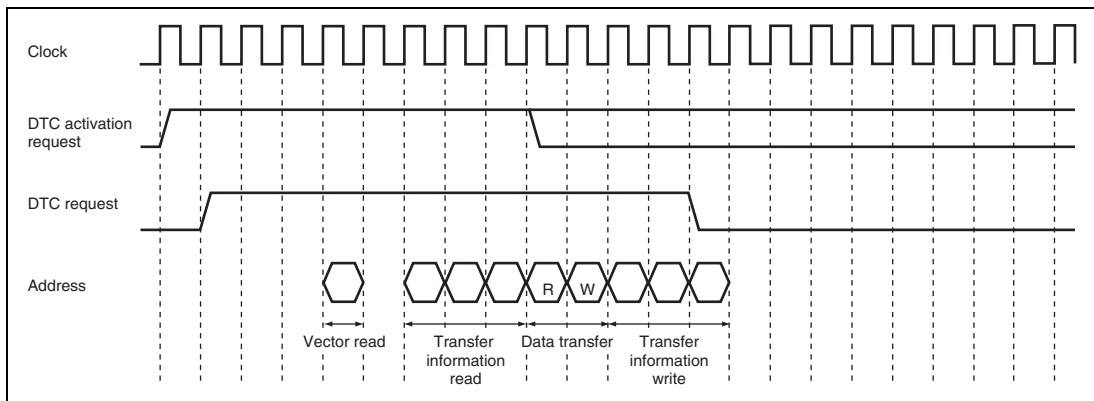 Clock
DTC activation
request
DTC request
Address
R W
Vector read
Transfer
information
read
Data transfer
Transfer
information
write